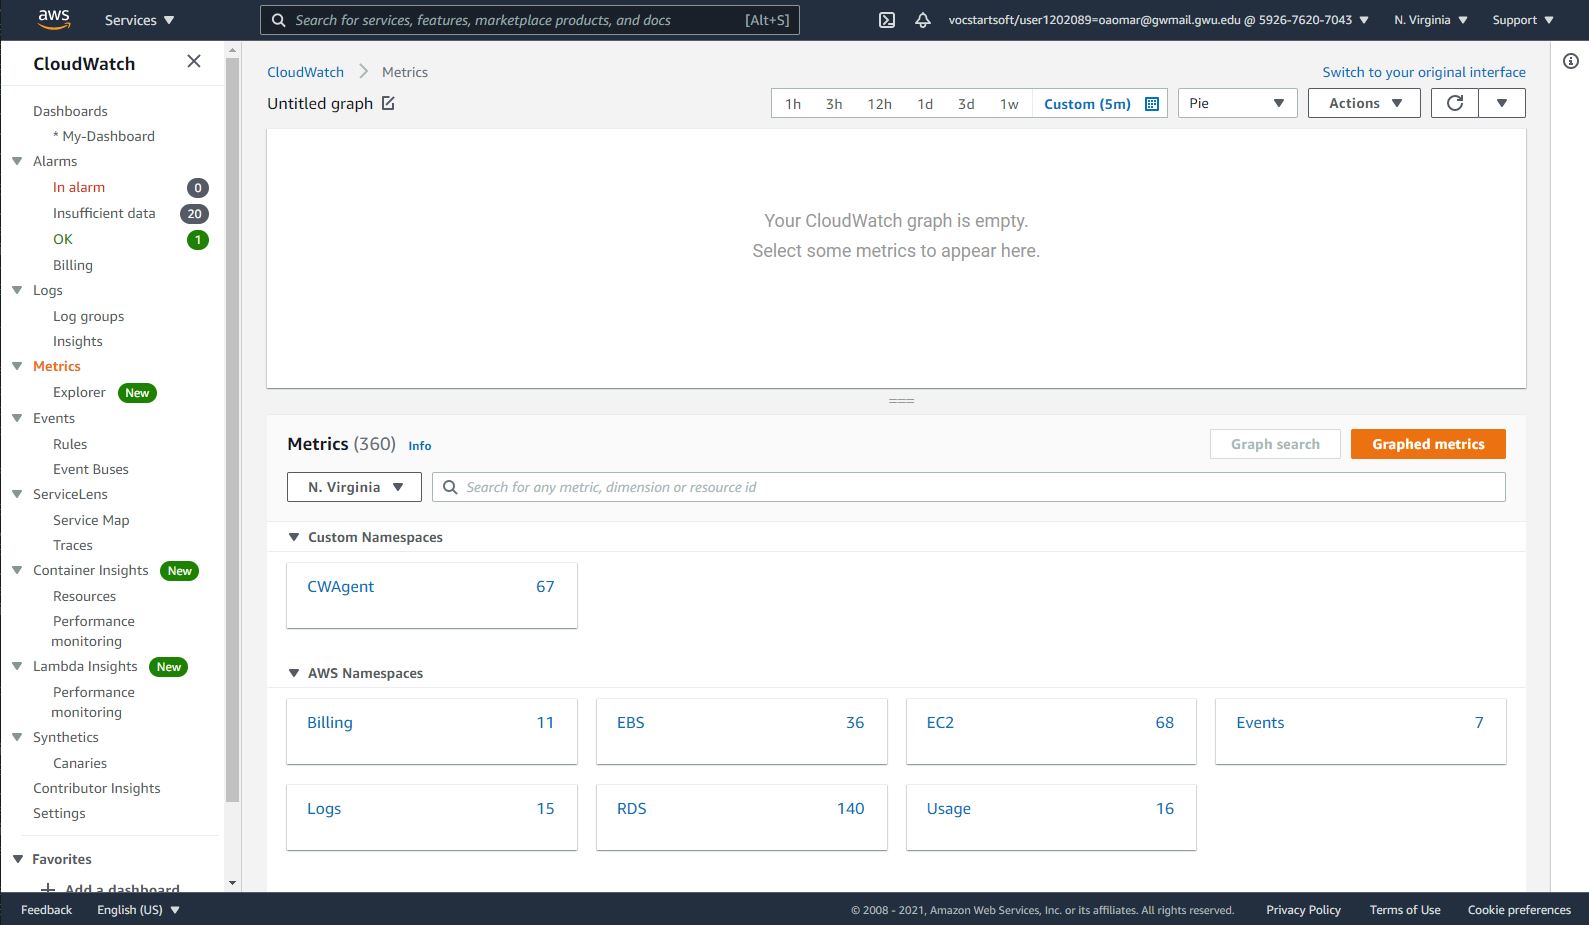 aws
Services
Search for services, features, marketplace products, and docs
[Alt+S]
vocstartsoft/user1202089=oaomar@gwmail.gwu.edu @ 5926-7620-7043
N. Virginia
Support
CloudWatch
Dashboards
* My-Dashboard
Alarms
In alarm 0
Insufficient data 20
OK 1
Billing
Logs
Log groups
Insights
Metrics
Explorer New
Events
Rules
Event Buses
ServiceLens
Service Map
Traces
Container Insights New
Resources
Performance
monitoring
Lambda Insights New
Performance
monitoring
Synthetics
Canaries
Contributor Insights
Settings
Favorites
Add a dashboard
CloudWatch
Metrics
Switch to your original interface
Untitled graph
1h 3h 12h 1d 3d 1w Custom (5m)
Pie
Actions
Your CloudWatch graph is empty.
Select some metrics to appear here.
Metrics (360) Info
Graph search
Graphed metrics
N. Virginia
Search for any metric, dimension or resource id
Custom Namespaces
CWAgent 67
AWS Namespaces
Billing 11
EBS 36
EC2 68
Events 7
Logs 15
RDS 140
Usage 16
Feedback
English (US)
© 2008 - 2021, Amazon Web Services, Inc. or its affiliates. All rights reserved.
Privacy Policy
Terms of Use
Cookie preferences